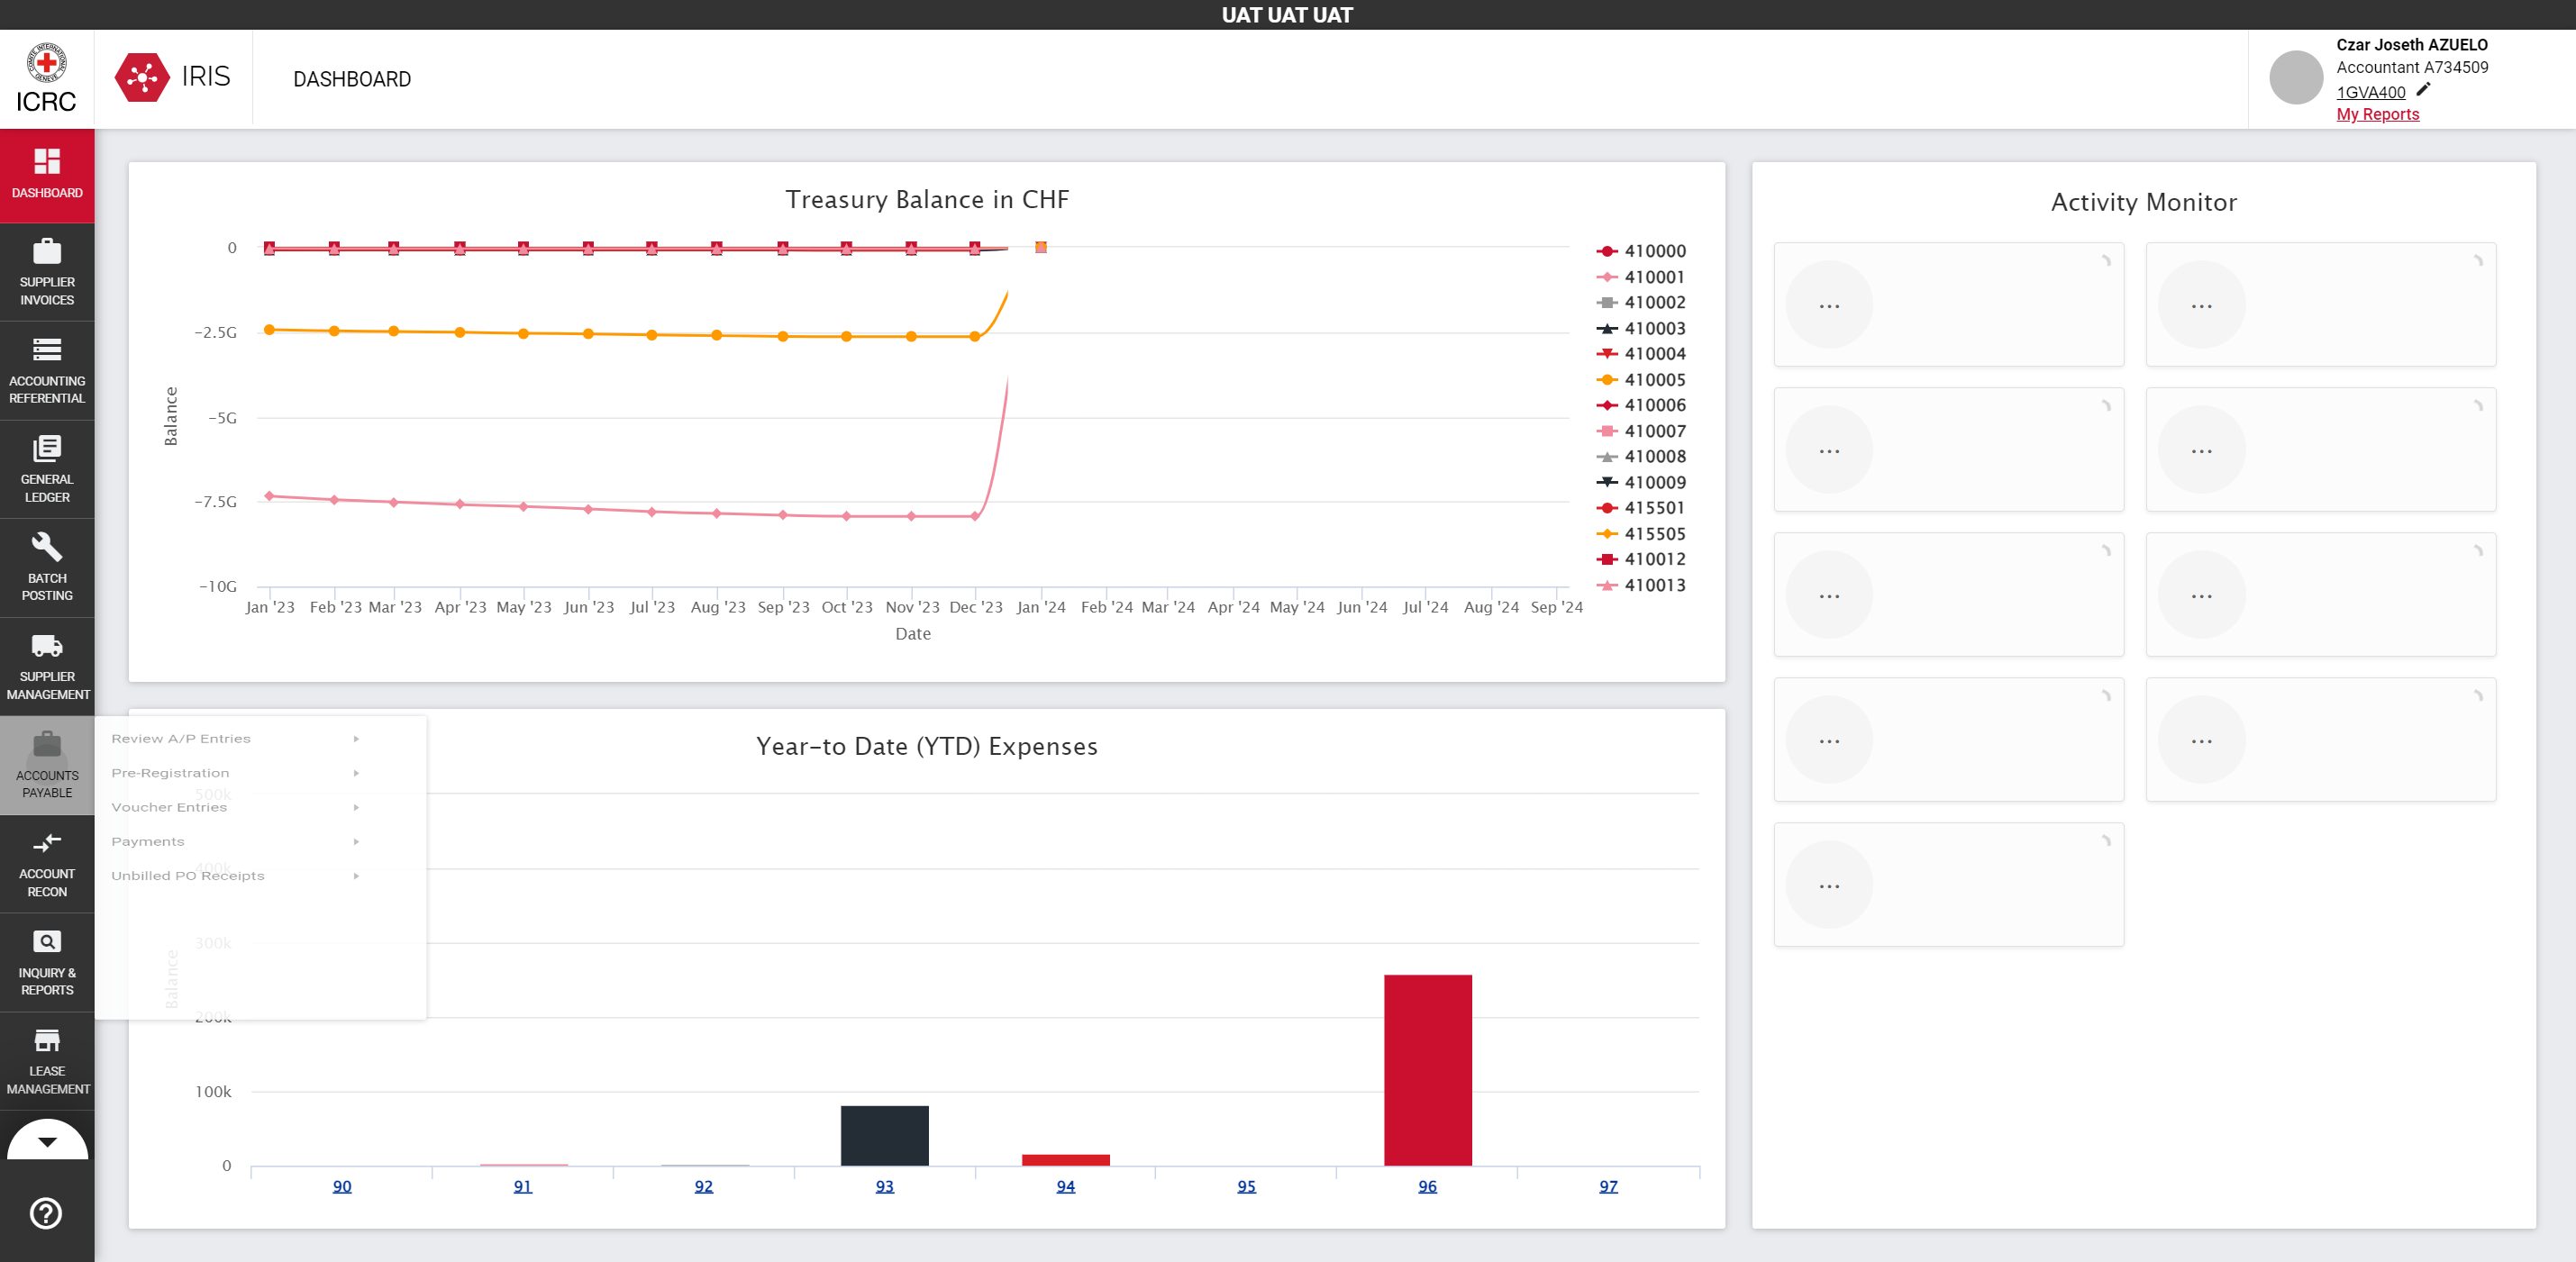 UAT UAT UAT
COMITE INTERNATIONAL GENEVE
ICRC
IRIS
DASHBOARD
Czar Joseth AZUELO
Accountant A734509
1GVA400
My Reports
DASHBOARD
SUPPLIER
INVOICES
ACCOUNTING
REFERENTIAL
GENERAL
LEDGER
BATCH
POSTING
SUPPLIER
MANAGEMENT
ACCOUNTS
PAYABLE
ACCOUNT
RECON
INQUIRY &
REPORTS
LEASE
MANAGEMENT
Review A/P Entries
Pre-Registration
Voucher Entries
Payments
Unbilled PO Receipts
Treasury Balance in CHF
Balance
0
−2.5G
−5G
−7.5G
−10G
Jan '23 Feb '23 Mar '23 Apr '23 May '23 Jun '23 Jul '23 Aug '23 Sep '23 Oct '23 Nov '23 Dec '23 Jan '24 Feb '24 Mar '24 Apr '24 May '24 Jun '24 Jul '24 Aug '24 Sep '24
Date
410000
410001
410002
410003
410004
410005
410006
410007
410008
410009
415501
415505
410012
410013
Year-to Date (YTD) Expenses
Balance
500k
400k
300k
200k
100k
0
90 91 92 93 94 95 96 97
Activity Monitor
... ...
... ...
... ...
... ...
...